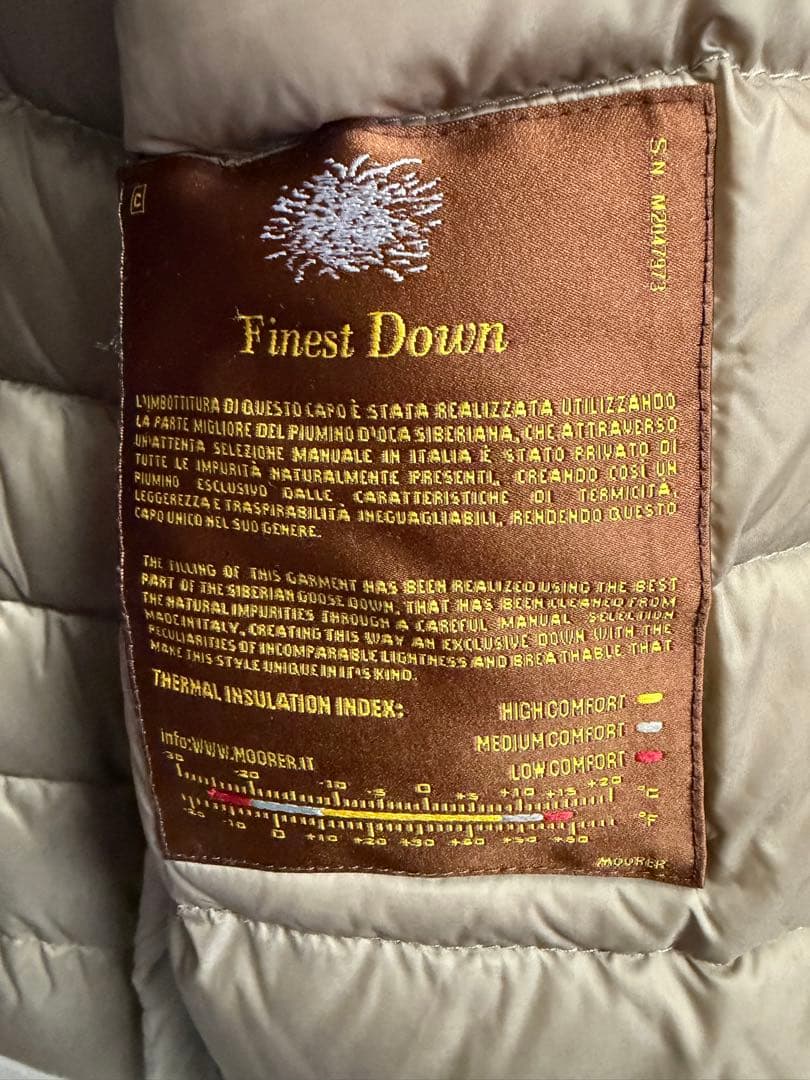 C
S.N. M2047973
Finest Down
L'IMBOTTITURA DI QUESTO CAPO È STATA REALIZZATA UTILIZZANDO
LA PARTE MIGLIORE DEL PIUMINO D'OCA SIBERIANA, CHE ATTRAVERSO
UN'ATTENTA SELEZIONE MANUALE IN ITALIA È STATO PRIVATO DI
TUTTE LE IMPURITÀ NATURALMENTE PRESENTI, CREANDO COSÌ UN
PIUMINO ESCLUSIVO DALLE CARATTERISTICHE DI TERMICITA,
LEGGEREZZA E TRASPIRABILITÀ INEGUAGLIABILI, RENDENDO QUESTO
CAPO UNICO NEL SUO GENERE.
THE FILLING OF THIS GARMENT HAS BEEN REALIZED USING THE BEST
PART OF THE SIBERIAN GOOSE DOWN, THAT HAS BEEN CLEANED FROM
THE NATURAL IMPURITIES THROUGH A CAREFUL MANUAL SELECTION
MADE IN ITALY, CREATING THIS WAY AN EXCLUSIVE DOWN WITH THE
PECULIARITIES OF INCOMPARABLE LIGHTNESS AND BREATHABLE THAT
MAKE THIS STYLE UNIQUE IN IT'S KIND.
THERMAL INSULATION INDEX:
HIGH COMFORT
MEDIUM COMFORT
LOW COMFORT
info:WWW.MOORER.IT
-20 -10 -5 0 +5 +10 +15 +20 °C
-20 -10 0 +10 +20 +30 +40 +50 +60 °F
MOORER